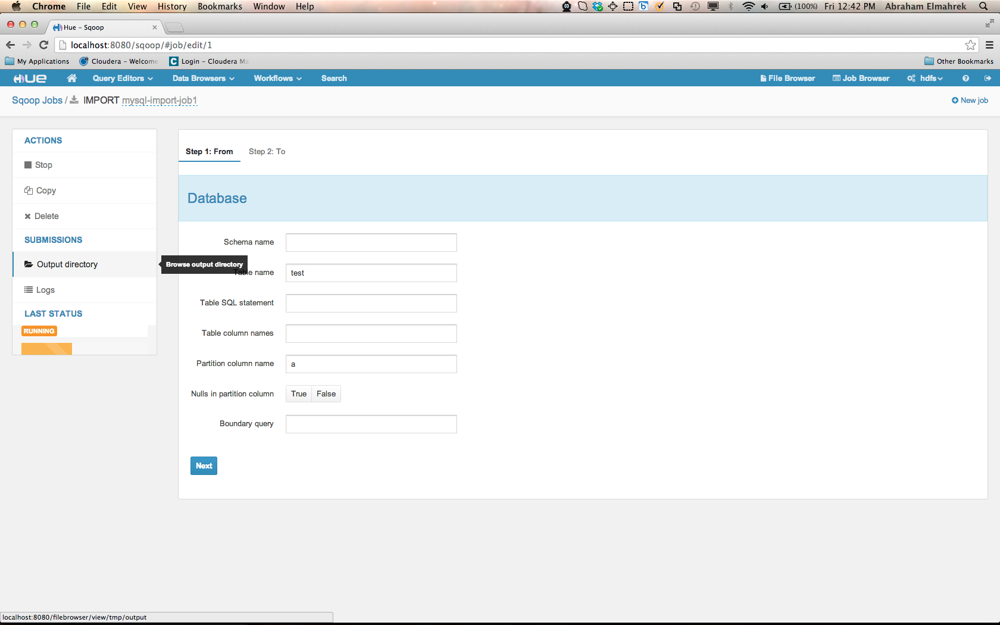 Chrome File Edit View History Bookmarks Window Help (100%) Fri 12:42 PM Abraham Elmahrek
Hue – Sqoop
localhost:8080/sqoop/#job/edit/1
My Applications Cloudera – Welcome C Login – Cloudera Ma Other Bookmarks
HUE Query Editors Data Browsers Workflows Search File Browser Job Browser hdfs
Sqoop Jobs / IMPORT mysql-import-job1 New job
ACTIONS
Stop
Copy
Delete
SUBMISSIONS
Output directory
Logs
LAST STATUS
RUNNING
Browse output directory
Step 1: From Step 2: To
Database
Schema name
Table name test
Table SQL statement
Table column names
Partition column name a
Nulls in partition column True False
Boundary query
Next
localhost:8080/filebrowser/view/tmp/output